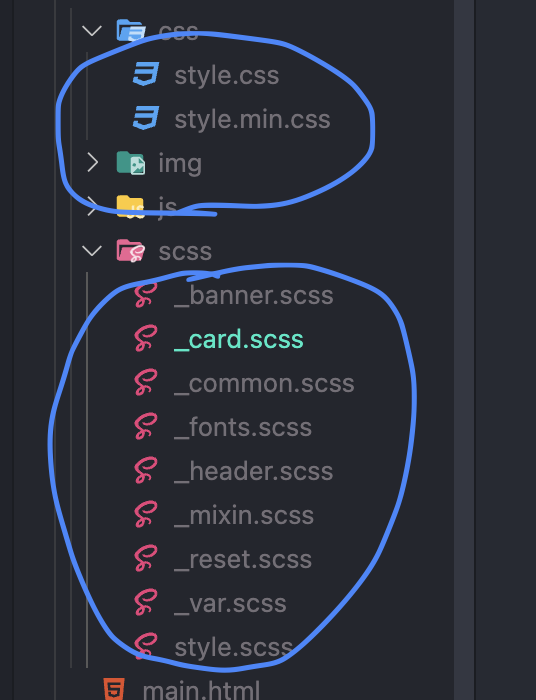 css
style.css
style.min.css
img
js
scss
_banner.scss
_card.scss
_common.scss
_fonts.scss
_header.scss
_mixin.scss
_reset.scss
_var.scss
style.scss
main.html